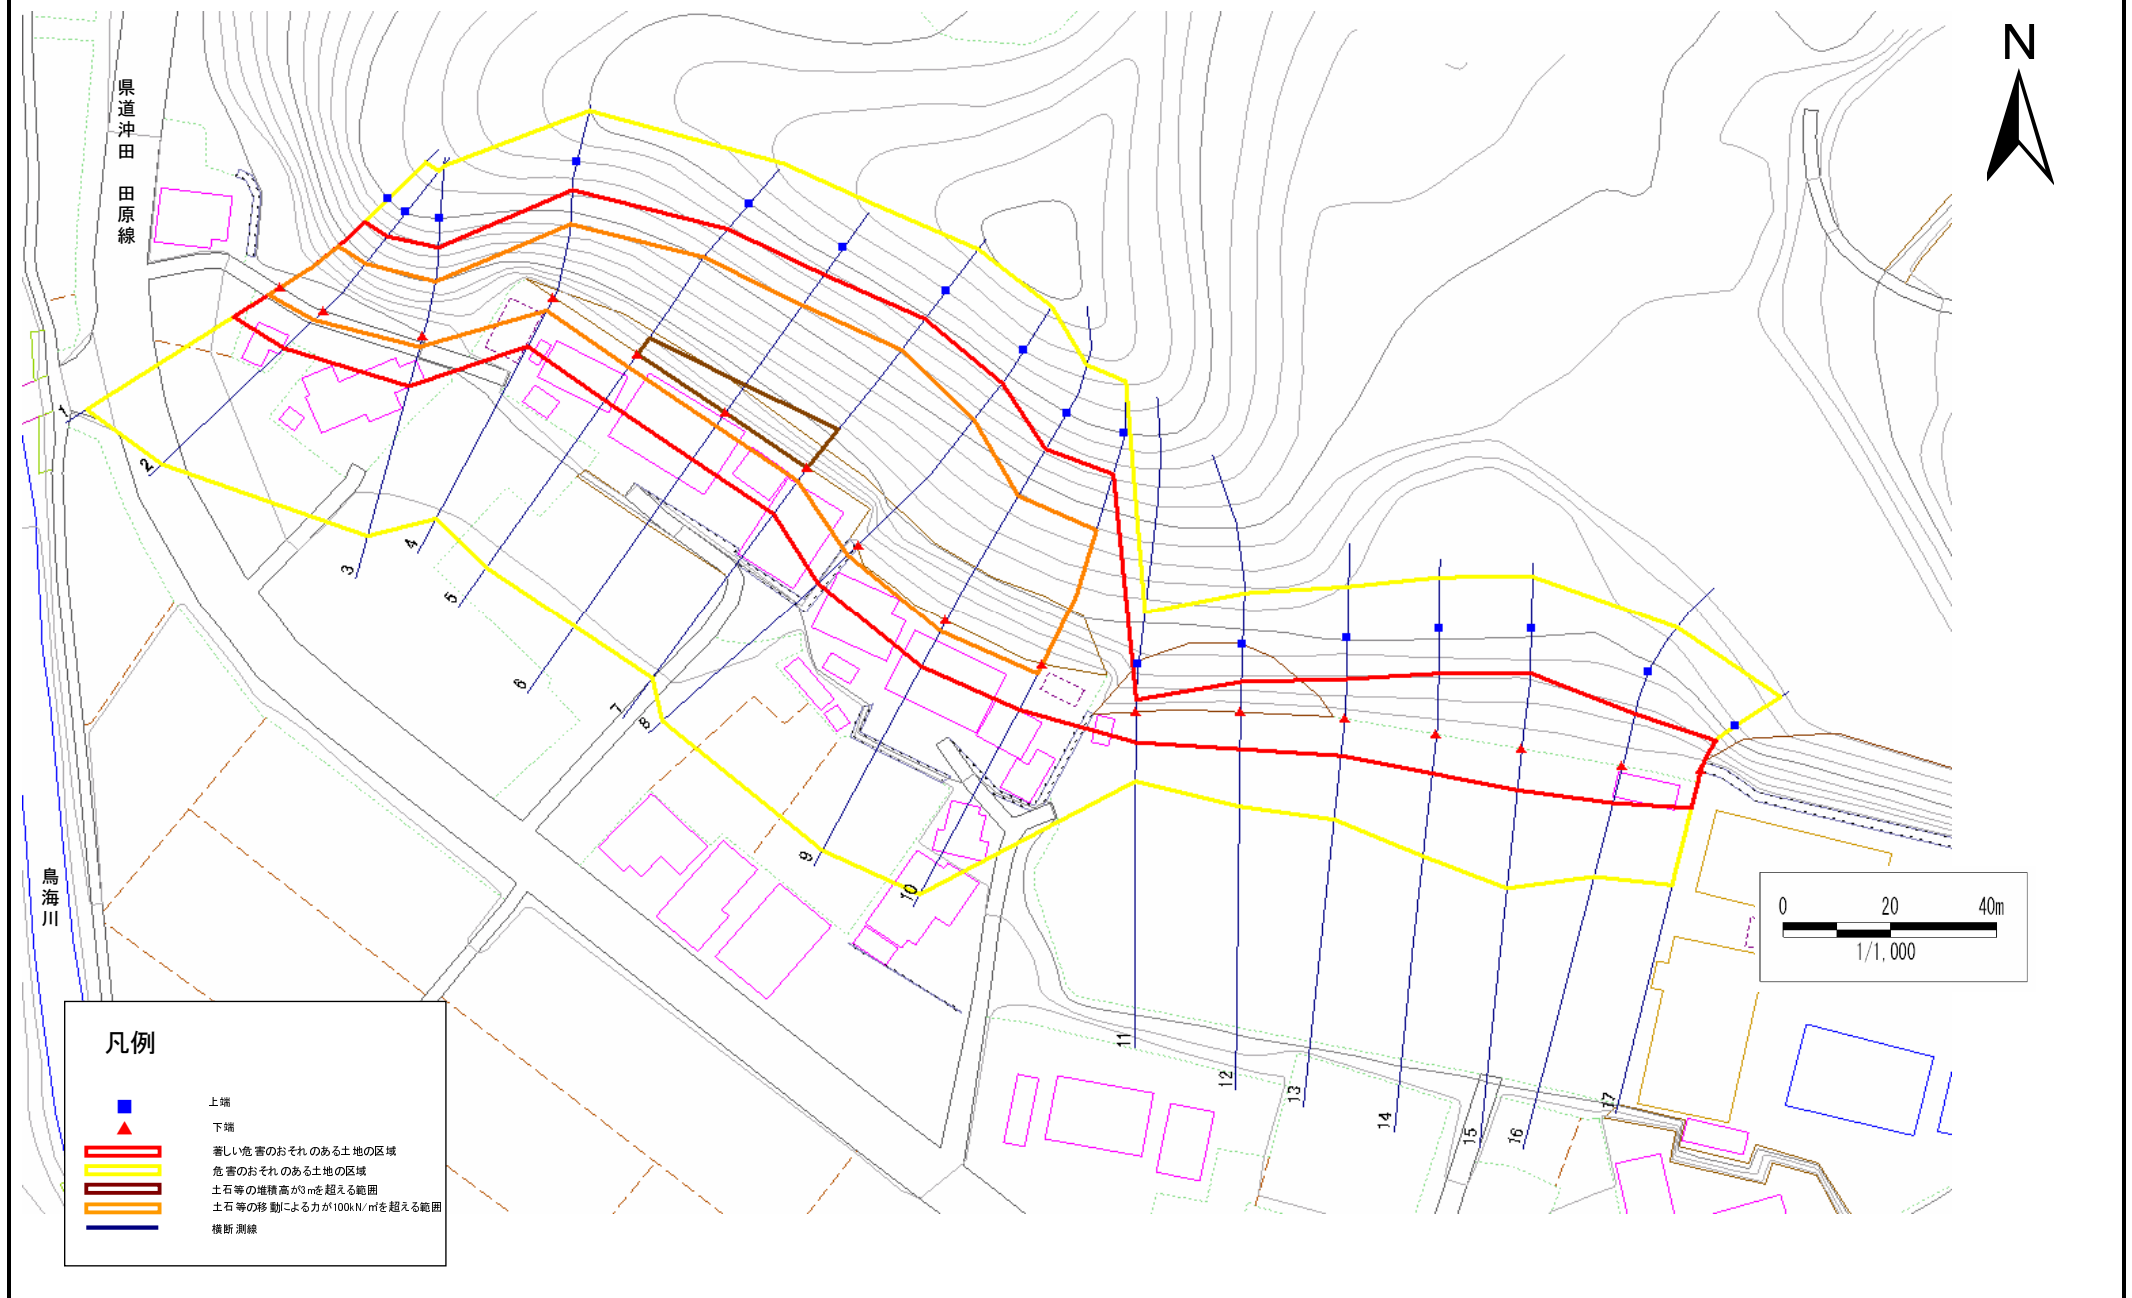 N
県道沖田 田原線
1
2
3
4
5
6
7
8
9
10
11
12
13
14
15
16
17
鳥海川
0 20 40m
1/1,000
凡例
上端
下端
著しい危害のおそれのある土地の区域
危害のおそれのある土地の区域
土石等の堆積高が3mを超える範囲
土石等の移動による力が100kN/㎡を超える範囲
横断測線